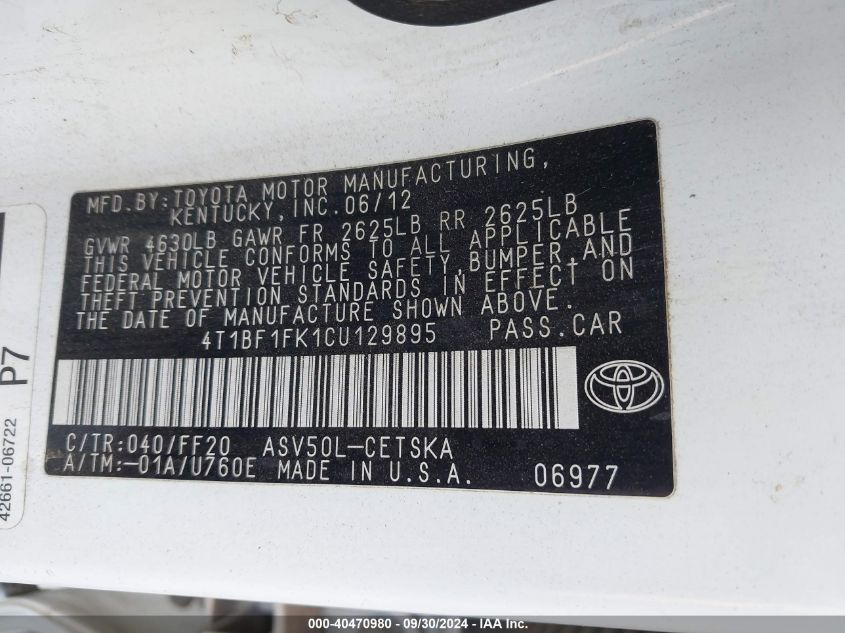 MFD. BY: TOYOTA MOTOR MANUFACTURING,
KENTUCKY, INC. 06/12
GVWR 4630LB GAWR FR 2625LB RR 2625LB
THIS VEHICLE CONFORMS TO ALL APPLICABLE
FEDERAL MOTOR VEHICLE SAFETY, BUMPER, AND
THEFT PREVENTION STANDARDS IN EFFECT ON
THE DATE OF MANUFACTURE SHOWN ABOVE.
4T1BF1FK1CU129895 PASS. CAR
C/TR: 040/FF20 ASV50L-CETSKA
A/TM: -01A/U760E MADE IN U.S.A. 06977
42661-06722
P7
000-40470980 - 09/30/2024 - IAA Inc.